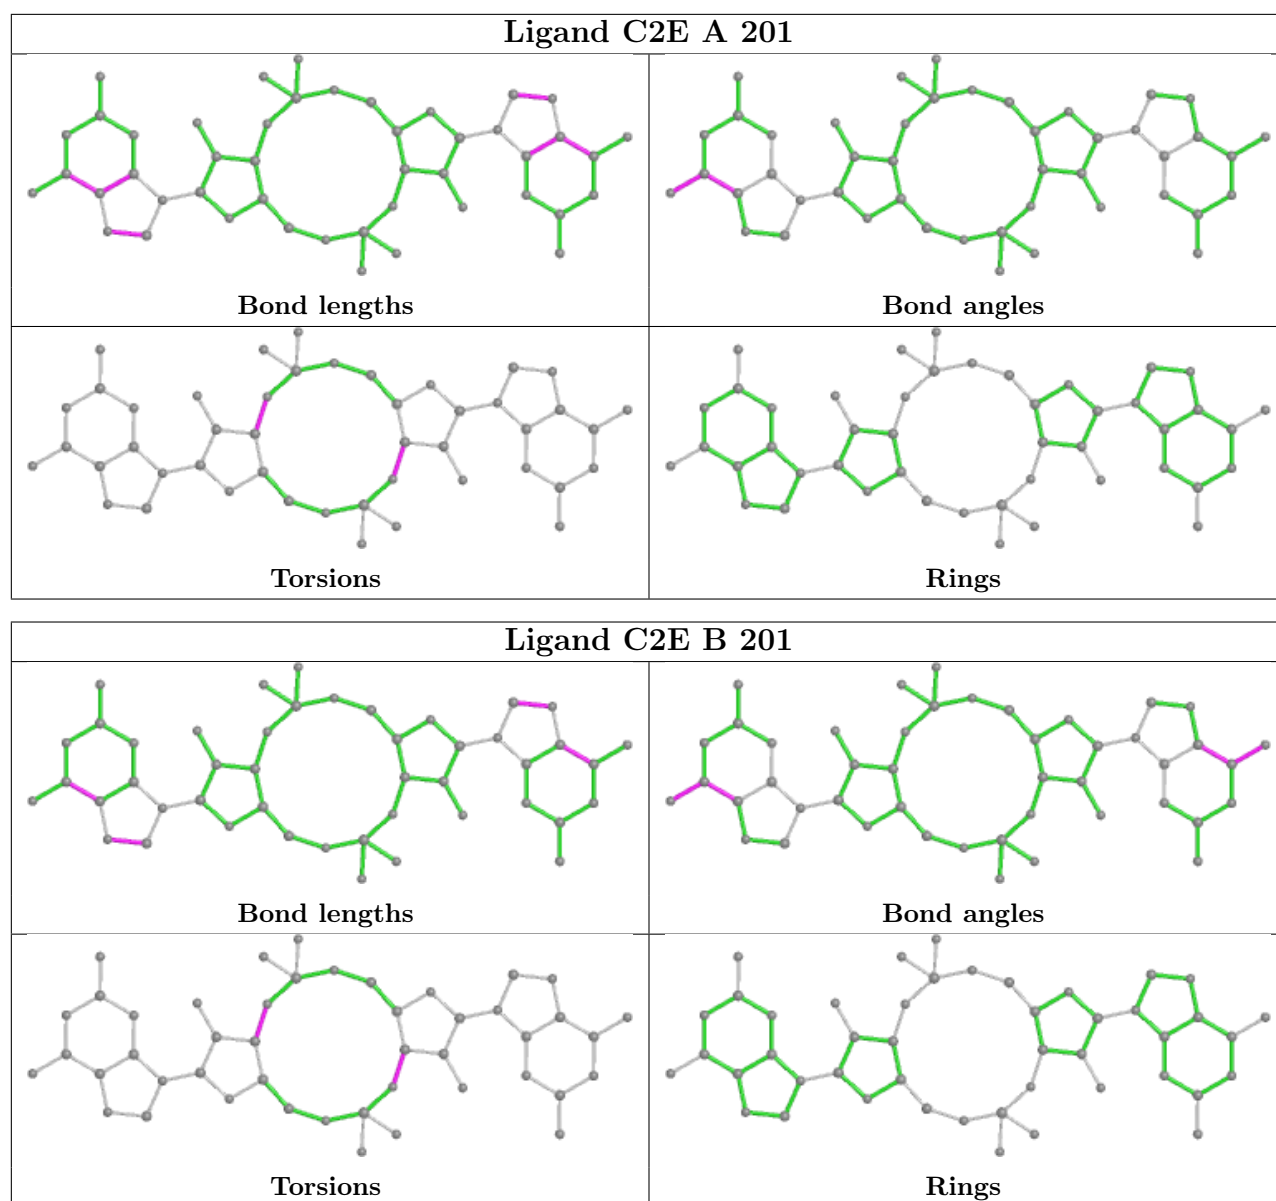 Ligand C2E A 201
Bond lengths
Bond angles
Torsions
Rings
Ligand C2E B 201
Bond lengths
Bond angles
Torsions
Rings